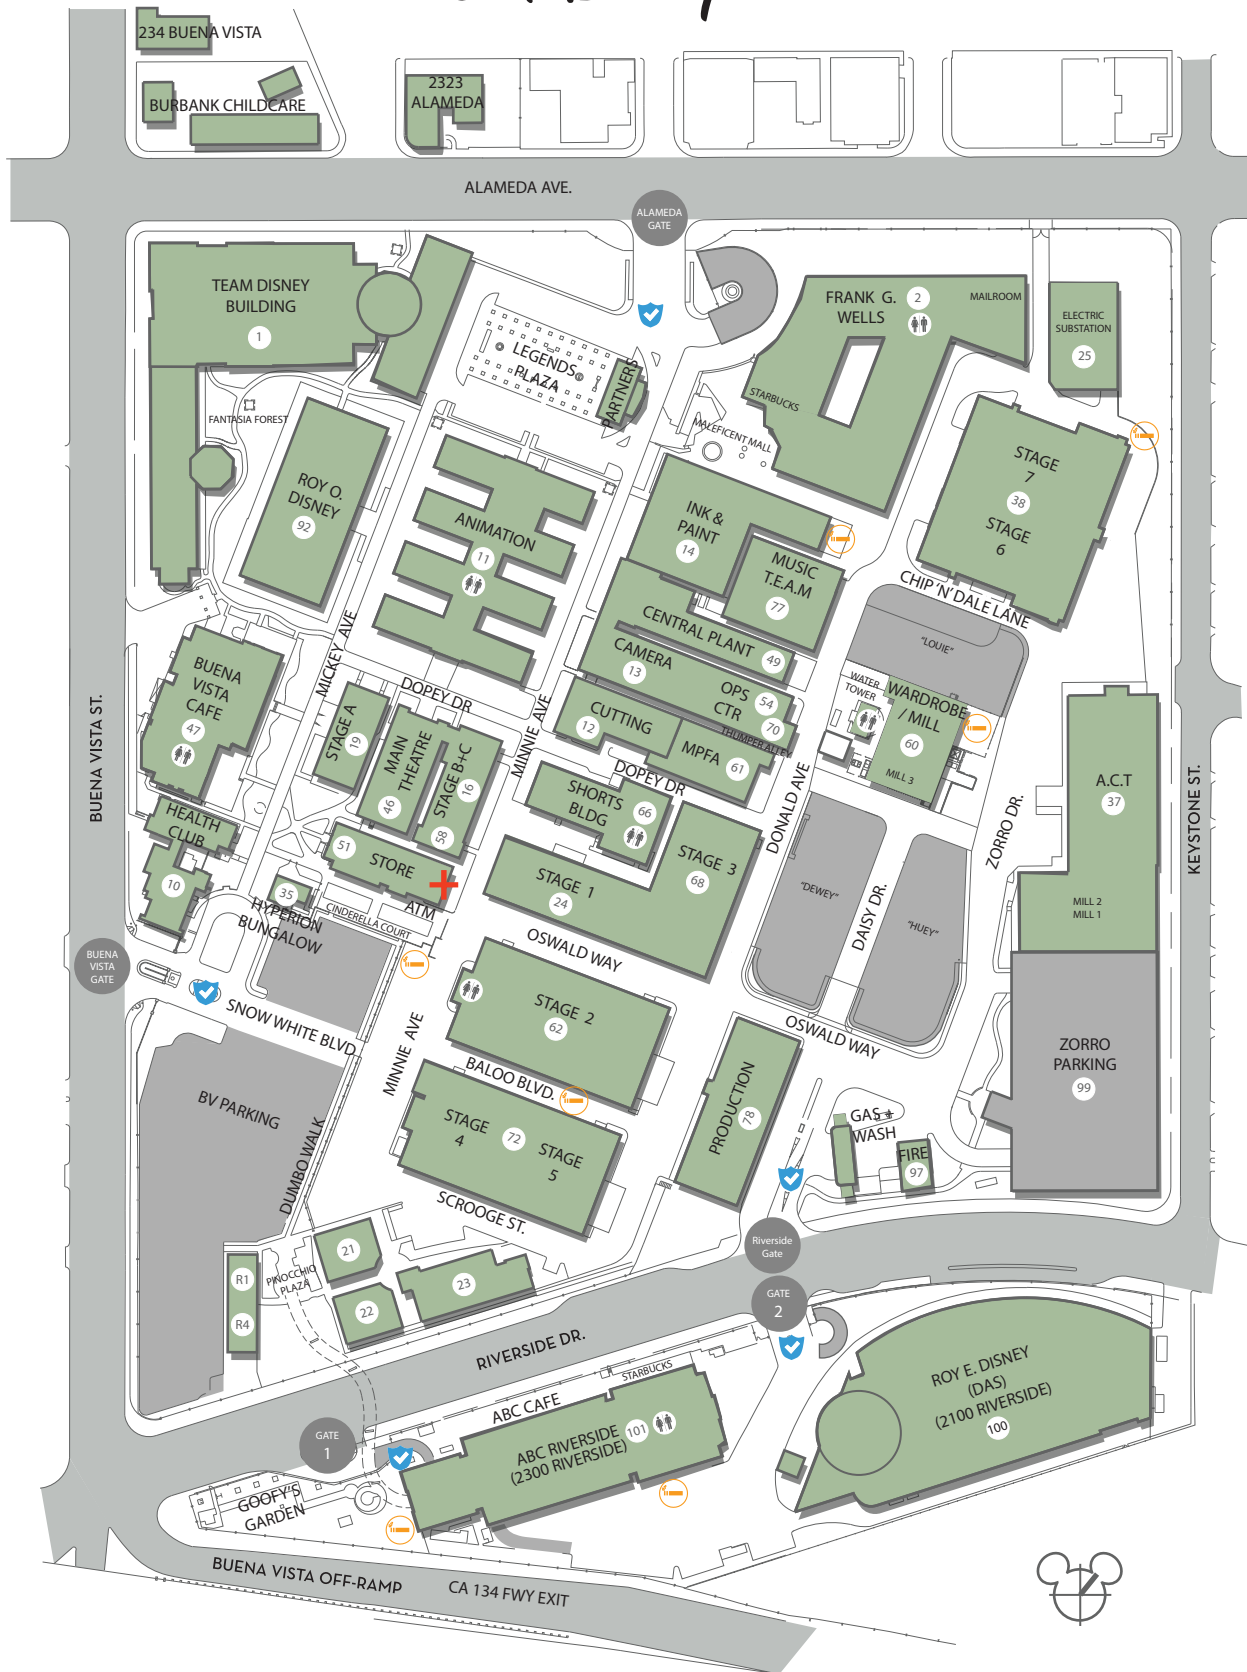 234 BUENA VISTA
BURBANK CHILDCARE
2323
ALAMEDA
ALAMEDA AVE.
ALAMEDA
GATE
TEAM DISNEY
BUILDING
1
LEGENDS
PLAZA
PARTNERS
FRANK G.
WELLS
2
MAILROOM
STARBUCKS
ELECTRIC
SUBSTATION
25
FANTASIA FOREST
MALEFICENT MALL
ROY O.
DISNEY
92
ANIMATION
11
INK &
PAINT
14
MUSIC
T.E.A.M
77
STAGE
7
38
STAGE
6
CHIP'N'DALE LANE
"LOUIE"
CENTRAL PLANT
49
CAMERA
13
OPS
CTR
54
70
THUMPER ALLEY
MICKEY AVE
DOPEY DR
MINNIE AVE
BUENA
VISTA
CAFE
47
STAGE A
19
MAIN
THEATRE
46
STAGE B+C
16
58
CUTTING
12
MPFA
61
DOPEY DR
WATER
TOWER
WARDROBE
/ MILL
60
MILL 3
SHORTS
BLDG
66
DONALD AVE
ZORRO DR.
A.C.T
37
MILL 2
MILL 1
BUENA VISTA ST.
KEYSTONE ST.
HEALTH
CLUB
10
51
STORE
ATM
35
HYPERION
BUNGALOW
CINDERELLA COURT
STAGE 1
24
STAGE 3
68
"DEWEY"
DAISY DR.
"HUEY"
OSWALD WAY
BUENA
VISTA
GATE
SNOW WHITE BLVD
STAGE 2
62
OSWALD WAY
MINNIE AVE
BALOO BLVD.
ZORRO
PARKING
99
BV PARKING
DUMBO WALK
STAGE
4
72
STAGE
5
PRODUCTION
78
GAS +
WASH
FIRE
97
SCROOGE ST.
21
PINOCCHIO
PLAZA
R1
R4
22
23
Riverside
Gate
GATE
2
RIVERSIDE DR.
STARBUCKS
ABC CAFE
ABC RIVERSIDE
(2300 RIVERSIDE)
101
ROY E. DISNEY
(DAS)
(2100 RIVERSIDE)
100
GATE
1
GOOFY'S
GARDEN
BUENA VISTA OFF-RAMP
CA 134 FWY EXIT